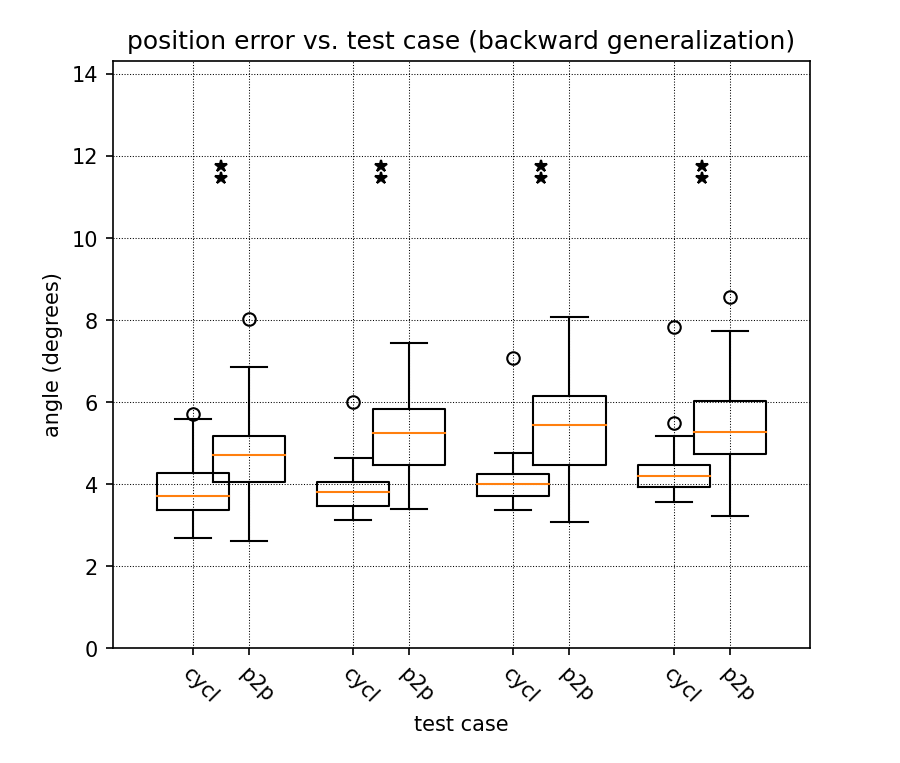 position error vs. test case (backward generalization)
14
12
10
8
6
4
2
0
angle (degrees)
cycl p2p cycl p2p cycl p2p cycl p2p
test case